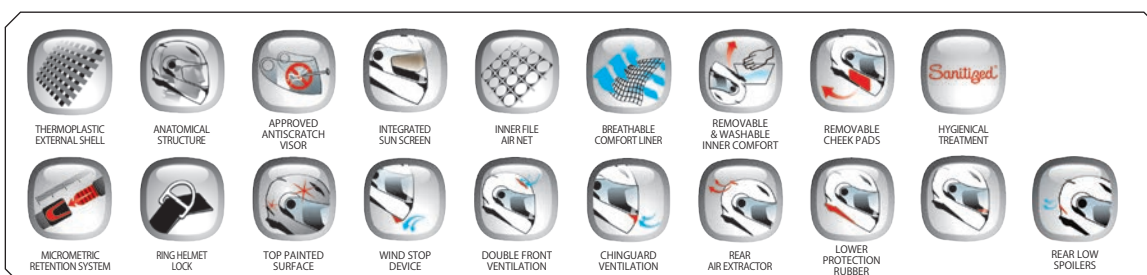 Sanitized
THERMOPLASTIC
EXTERNAL SHELL
ANATOMICAL
STRUCTURE
APPROVED
ANTISCRATCH
VISOR
INTEGRATED
SUN SCREEN
INNER FILE
AIR NET
BREATHABLE
COMFORT LINER
REMOVABLE
& WASHABLE
INNER COMFORT
REMOVABLE
CHEEK PADS
HYGIENICAL
TREATMENT
MICROMETRIC
RETENTION SYSTEM
RING HELMET
LOCK
TOP PAINTED
SURFACE
WIND STOP
DEVICE
DOUBLE FRONT
VENTILATION
CHINGUARD
VENTILATION
REAR
AIR EXTRACTOR
LOWER
PROTECTION
RUBBER
REAR LOW
SPOILERS